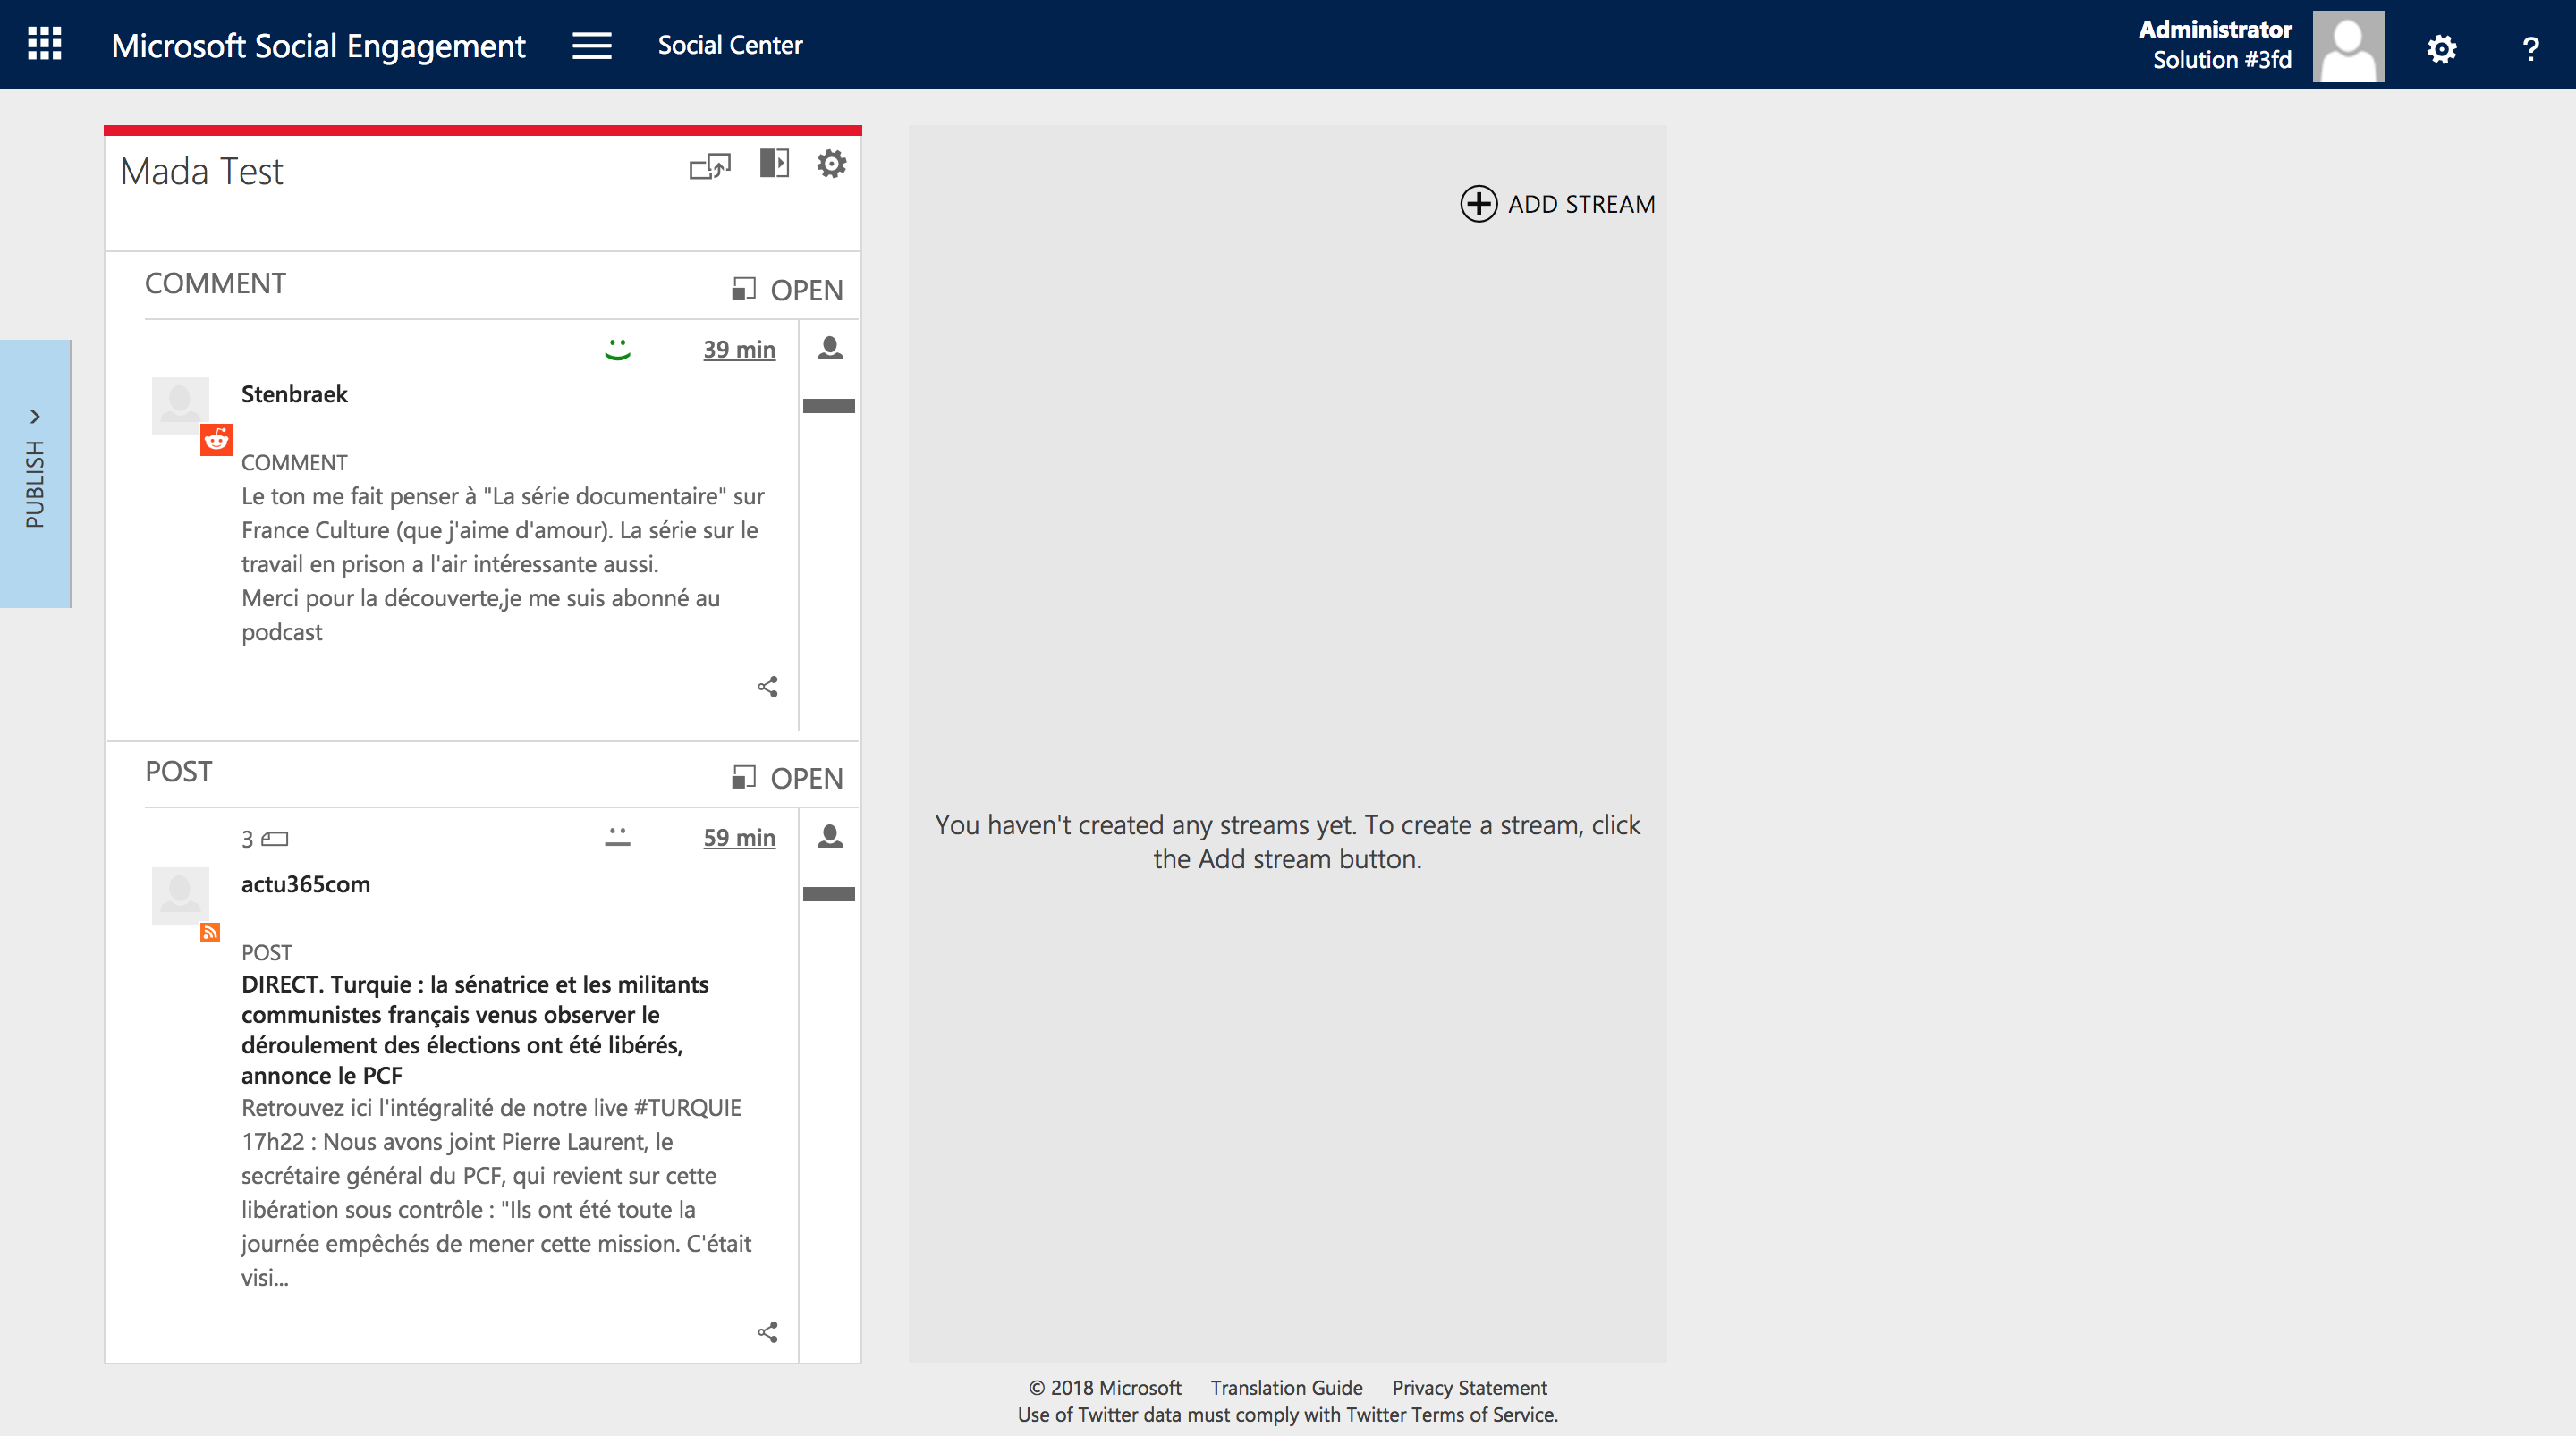 Microsoft Social Engagement
Social Center
Administrator
Solution #3fd
?
PUBLISH
Mada Test
COMMENT
OPEN
39 min
Stenbraek
COMMENT
Le ton me fait penser à "La série documentaire" sur
France Culture (que j'aime d'amour). La série sur le
travail en prison a l'air intéressante aussi.
Merci pour la découverte,je me suis abonné au
podcast
POST
OPEN
3
59 min
actu365com
POST
DIRECT. Turquie : la sénatrice et les militants
communistes français venus observer le
déroulement des élections ont été libérés,
annonce le PCF
Retrouvez ici l'intégralité de notre live #TURQUIE
17h22 : Nous avons joint Pierre Laurent, le
secrétaire général du PCF, qui revient sur cette
libération sous contrôle : "Ils ont été toute la
journée empêchés de mener cette mission. C'était
visi...
ADD STREAM
You haven't created any streams yet. To create a stream, click
the Add stream button.
© 2018 Microsoft Translation Guide Privacy Statement
Use of Twitter data must comply with Twitter Terms of Service.